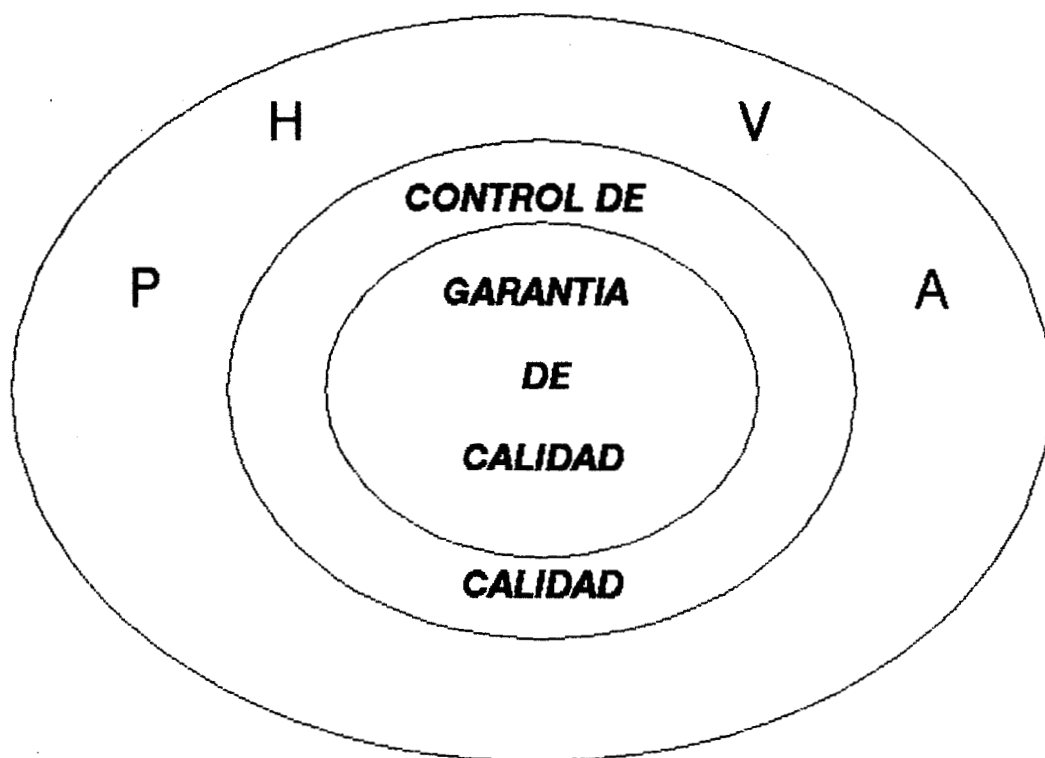 H V
CONTROL DE
P GARANTIA A
DE
CALIDAD
CALIDAD